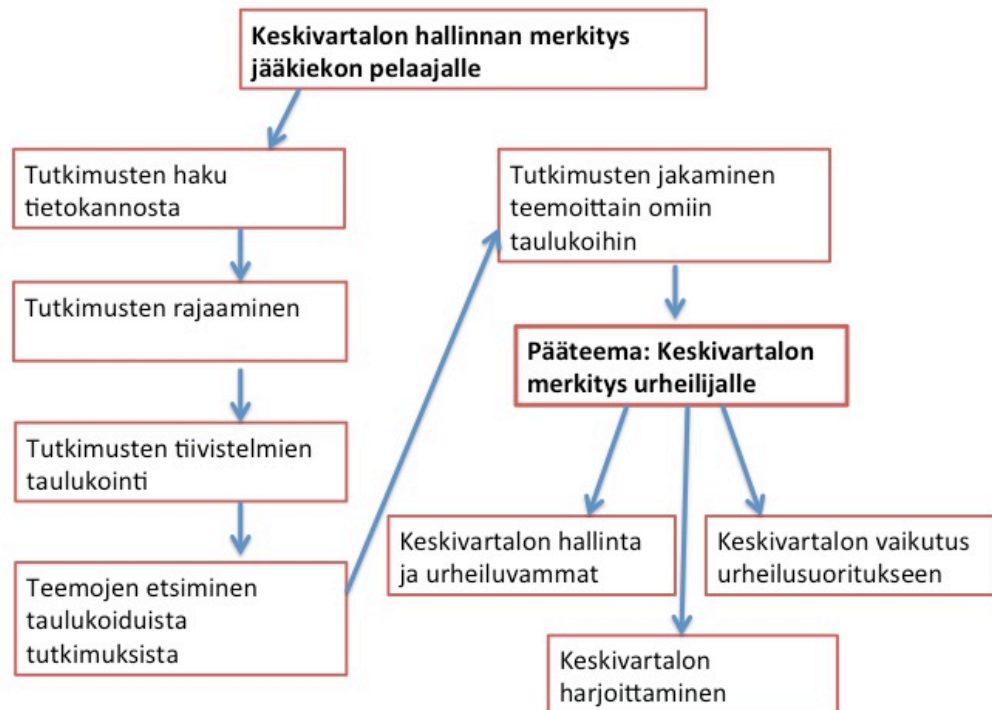 Keskivartalon hallinnan merkitys
jääkiekon pelaajalle
Tutkimusten haku
tietokannosta
Tutkimusten rajaaminen
Tutkimusten tiivistelmien
taulukointi
Teemojen etsiminen
taulukoiduista
tutkimuksista
Tutkimusten jakaminen
teemoittain omiin
taulukoihin
Pääteema: Keskivartalon
merkitys urheilijalle
Keskivartalon hallinta
ja urheiluvammat
Keskivartalon vaikutus
urheilusuoritukseen
Keskivartalon
harjoittaminen